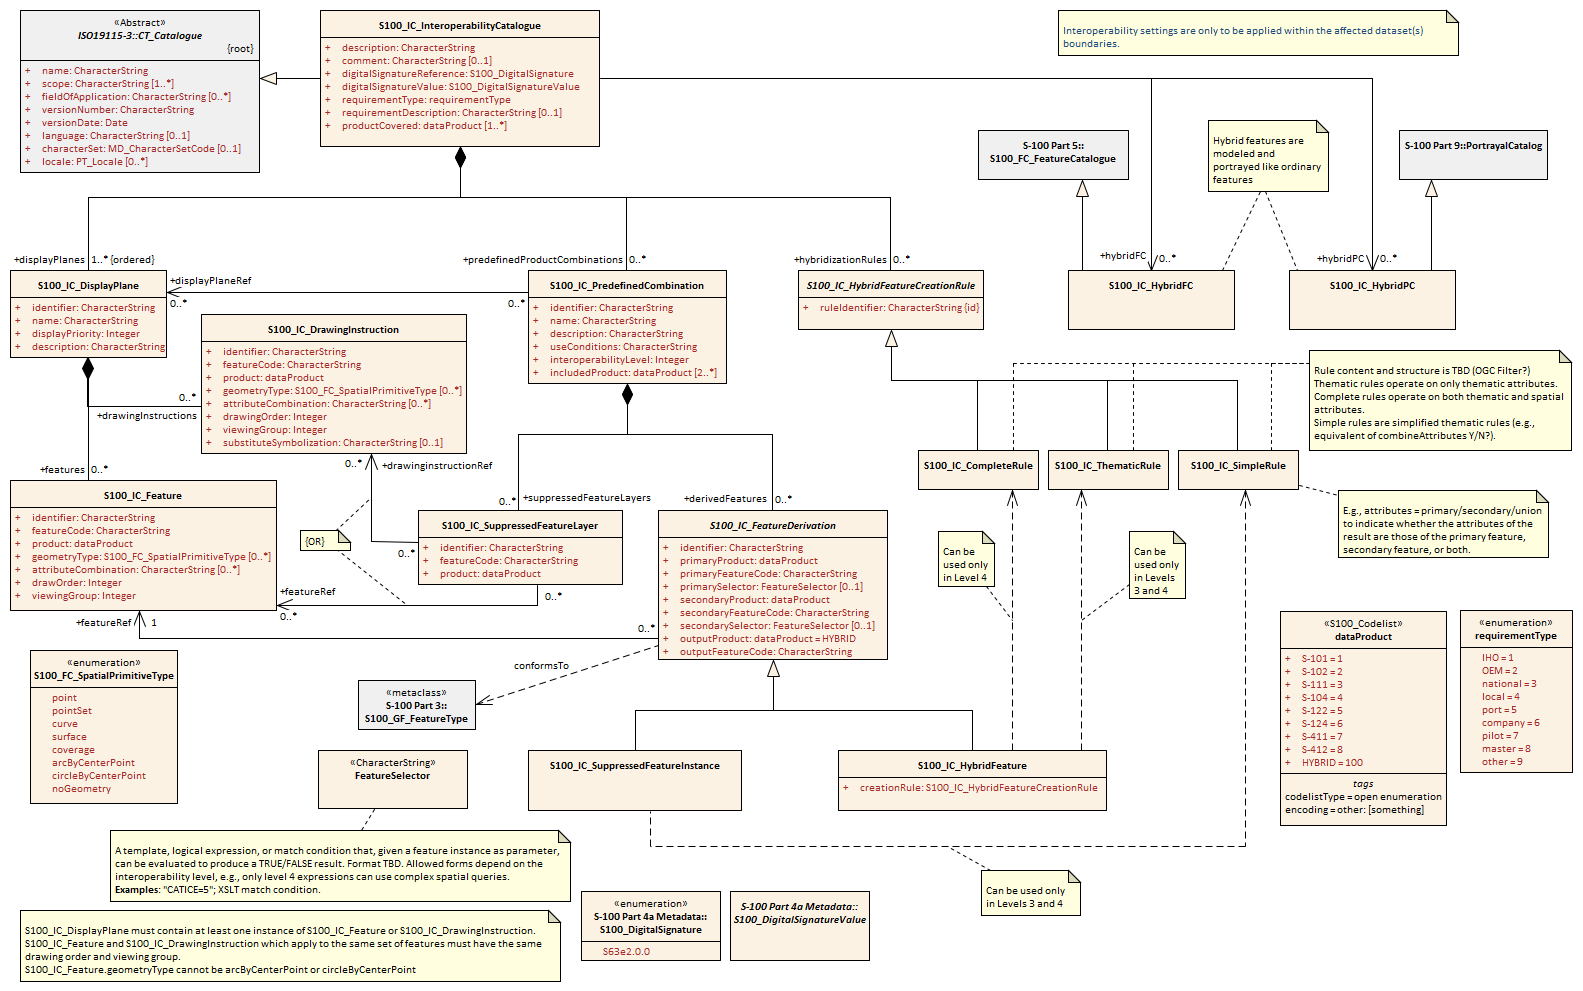 «Abstract»
ISO19115-3::CT_Catalogue
{root}
+ name: CharacterString
+ scope: CharacterString [1..*]
+ fieldOfApplication: CharacterString [0..*]
+ versionNumber: CharacterString
+ versionDate: Date
+ language: CharacterString [0..1]
+ characterSet: MD_CharacterSetCode [0..1]
+ locale: PT_Locale [0..*]
S100_IC_InteroperabilityCatalogue
+ description: CharacterString
+ comment: CharacterString [0..1]
+ digitalSignatureReference: S100_DigitalSignature
+ digitalSignatureValue: S100_DigitalSignatureValue
+ requirementType: requirementType
+ requirementDescription: CharacterString [0..1]
+ productCovered: dataProduct [1..*]
Interoperability settings are only to be applied within the affected dataset(s)
boundaries.
S-100 Part 5::
S100_FC_FeatureCatalogue
Hybrid features are
modeled and
portrayed like ordinary
features
S-100 Part 9::PortrayalCatalog
+displayPlanes 1..* {ordered}
+predefinedProductCombinations 0..*
+hybridizationRules 0..*
+hybridFC 0..*
+hybridPC 0..*
S100_IC_DisplayPlane
+ identifier: CharacterString
+ name: CharacterString
+ displayPriority: Integer
+ description: CharacterString
+displayPlaneRef
0..*
0..*
S100_IC_PredefinedCombination
+ identifier: CharacterString
+ name: CharacterString
+ description: CharacterString
+ useConditions: CharacterString
+ interoperabilityLevel: Integer
+ includedProduct: dataProduct [2..*]
S100_IC_HybridFeatureCreationRule
+ ruleIdentifier: CharacterString {id}
S100_IC_HybridFC
S100_IC_HybridPC
S100_IC_DrawingInstruction
+ identifier: CharacterString
+ featureCode: CharacterString
+ product: dataProduct
+ geometryType: S100_FC_SpatialPrimitiveType [0..*]
+ attributeCombination: CharacterString [0..*]
+ drawingOrder: Integer
+ viewingGroup: Integer
+ substituteSymbolization: CharacterString [0..1]
0..*
+drawingInstructions
Rule content and structure is TBD (OGC Filter?)
Thematic rules operate on only thematic attributes.
Complete rules operate on both thematic and spatial
attributes.
Simple rules are simplified thematic rules (e.g.,
equivalent of combineAttributes Y/N?).
+features 0..*
0..* +drawinginstructionRef
0..* +suppressedFeatureLayers
+derivedFeatures 0..*
S100_IC_CompleteRule
S100_IC_ThematicRule
S100_IC_SimpleRule
S100_IC_Feature
+ identifier: CharacterString
+ featureCode: CharacterString
+ product: dataProduct
+ geometryType: S100_FC_SpatialPrimitiveType [0..*]
+ attributeCombination: CharacterString [0..*]
+ drawOrder: Integer
+ viewingGroup: Integer
{OR}
S100_IC_SuppressedFeatureLayer
+ identifier: CharacterString
+ featureCode: CharacterString
+ product: dataProduct
0..*
0..*
+featureRef
0..*
S100_IC_FeatureDerivation
+ identifier: CharacterString
+ primaryProduct: dataProduct
+ primaryFeatureCode: CharacterString
+ primarySelector: FeatureSelector [0..1]
+ secondaryProduct: dataProduct
+ secondaryFeatureCode: CharacterString
+ secondarySelector: FeatureSelector [0..1]
+ outputProduct: dataProduct = HYBRID
+ outputFeatureCode: CharacterString
E.g., attributes = primary/secondary/union
to indicate whether the attributes of the
result are those of the primary feature,
secondary feature, or both.
Can be
used only
in Level 4
Can be
used only
in Levels
3 and 4
+featureRef 1
0..*
conformsTo
«enumeration»
S100_FC_SpatialPrimitiveType
point
pointSet
curve
surface
coverage
arcByCenterPoint
circleByCenterPoint
noGeometry
«metaclass»
S-100 Part 3::
S100_GF_FeatureType
«CharacterString»
FeatureSelector
S100_IC_SuppressedFeatureInstance
S100_IC_HybridFeature
+ creationRule: S100_IC_HybridFeatureCreationRule
«S100_Codelist»
dataProduct
+ S-101 = 1
+ S-102 = 2
+ S-111 = 3
+ S-104 = 4
+ S-122 = 5
+ S-124 = 6
+ S-411 = 7
+ S-412 = 8
+ HYBRID = 100
tags
codelistType = open enumeration
encoding = other: [something]
«enumeration»
requirementType
IHO = 1
OEM = 2
national = 3
local = 4
port = 5
company = 6
pilot = 7
master = 8
other = 9
A template, logical expression, or match condition that, given a feature instance as parameter,
can be evaluated to produce a TRUE/FALSE result. Format TBD. Allowed forms depend on the
interoperability level, e.g., only level 4 expressions can use complex spatial queries.
Examples: "CATICE=5"; XSLT match condition.
Can be used only
in Levels 3 and 4
S100_IC_DisplayPlane must contain at least one instance of S100_IC_Feature or S100_IC_DrawingInstruction.
S100_IC_Feature and S100_IC_DrawingInstruction which apply to the same set of features must have the same
drawing order and viewing group.
S100_IC_Feature.geometryType cannot be arcByCenterPoint or circleByCenterPoint
«enumeration»
S-100 Part 4a Metadata::
S100_DigitalSignature
S63e2.0.0
S-100 Part 4a Metadata::
S100_DigitalSignatureValue